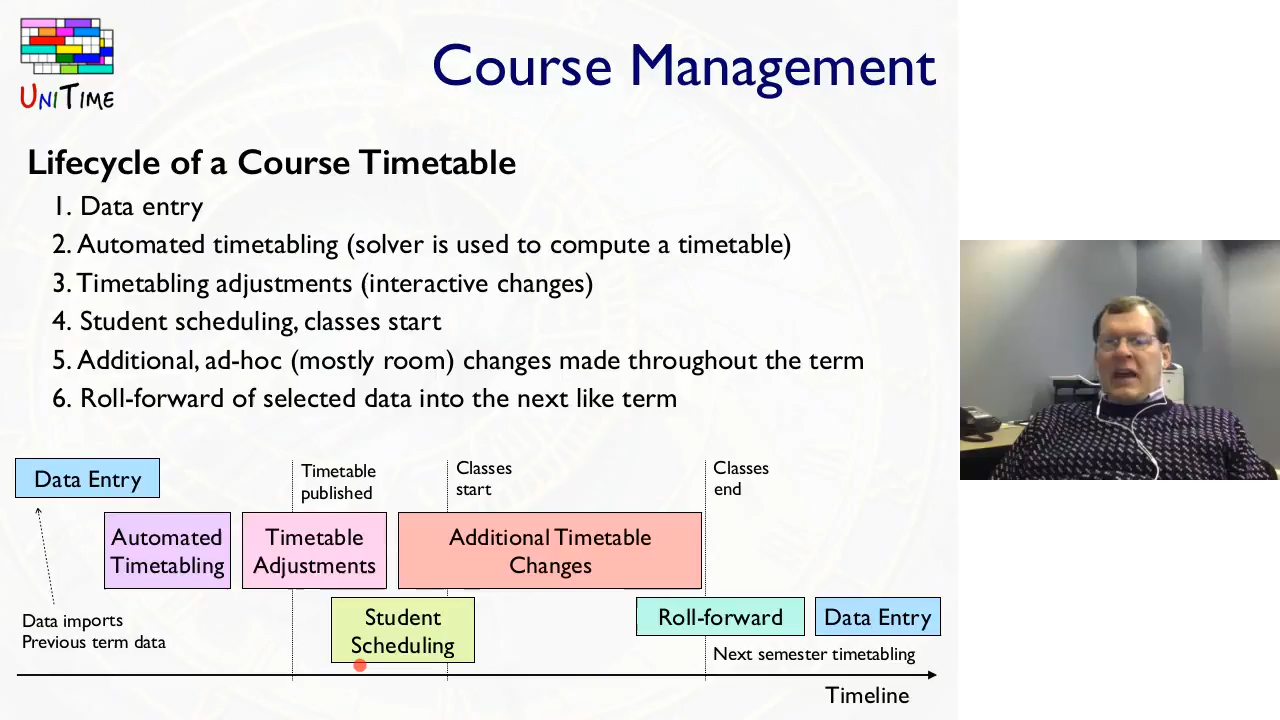 UNITIME
Course Management
Lifecycle of a Course Timetable
1. Data entry
2. Automated timetabling (solver is used to compute a timetable)
3. Timetabling adjustments (interactive changes)
4. Student scheduling, classes start
5. Additional, ad-hoc (mostly room) changes made throughout the term
6. Roll-forward of selected data into the next like term
Data Entry
Timetable
published
Classes
start
Classes
end
Automated
Timetabling
Timetable
Adjustments
Additional Timetable
Changes
Data imports
Previous term data
Student
Scheduling
Roll-forward
Data Entry
Next semester timetabling
Timeline